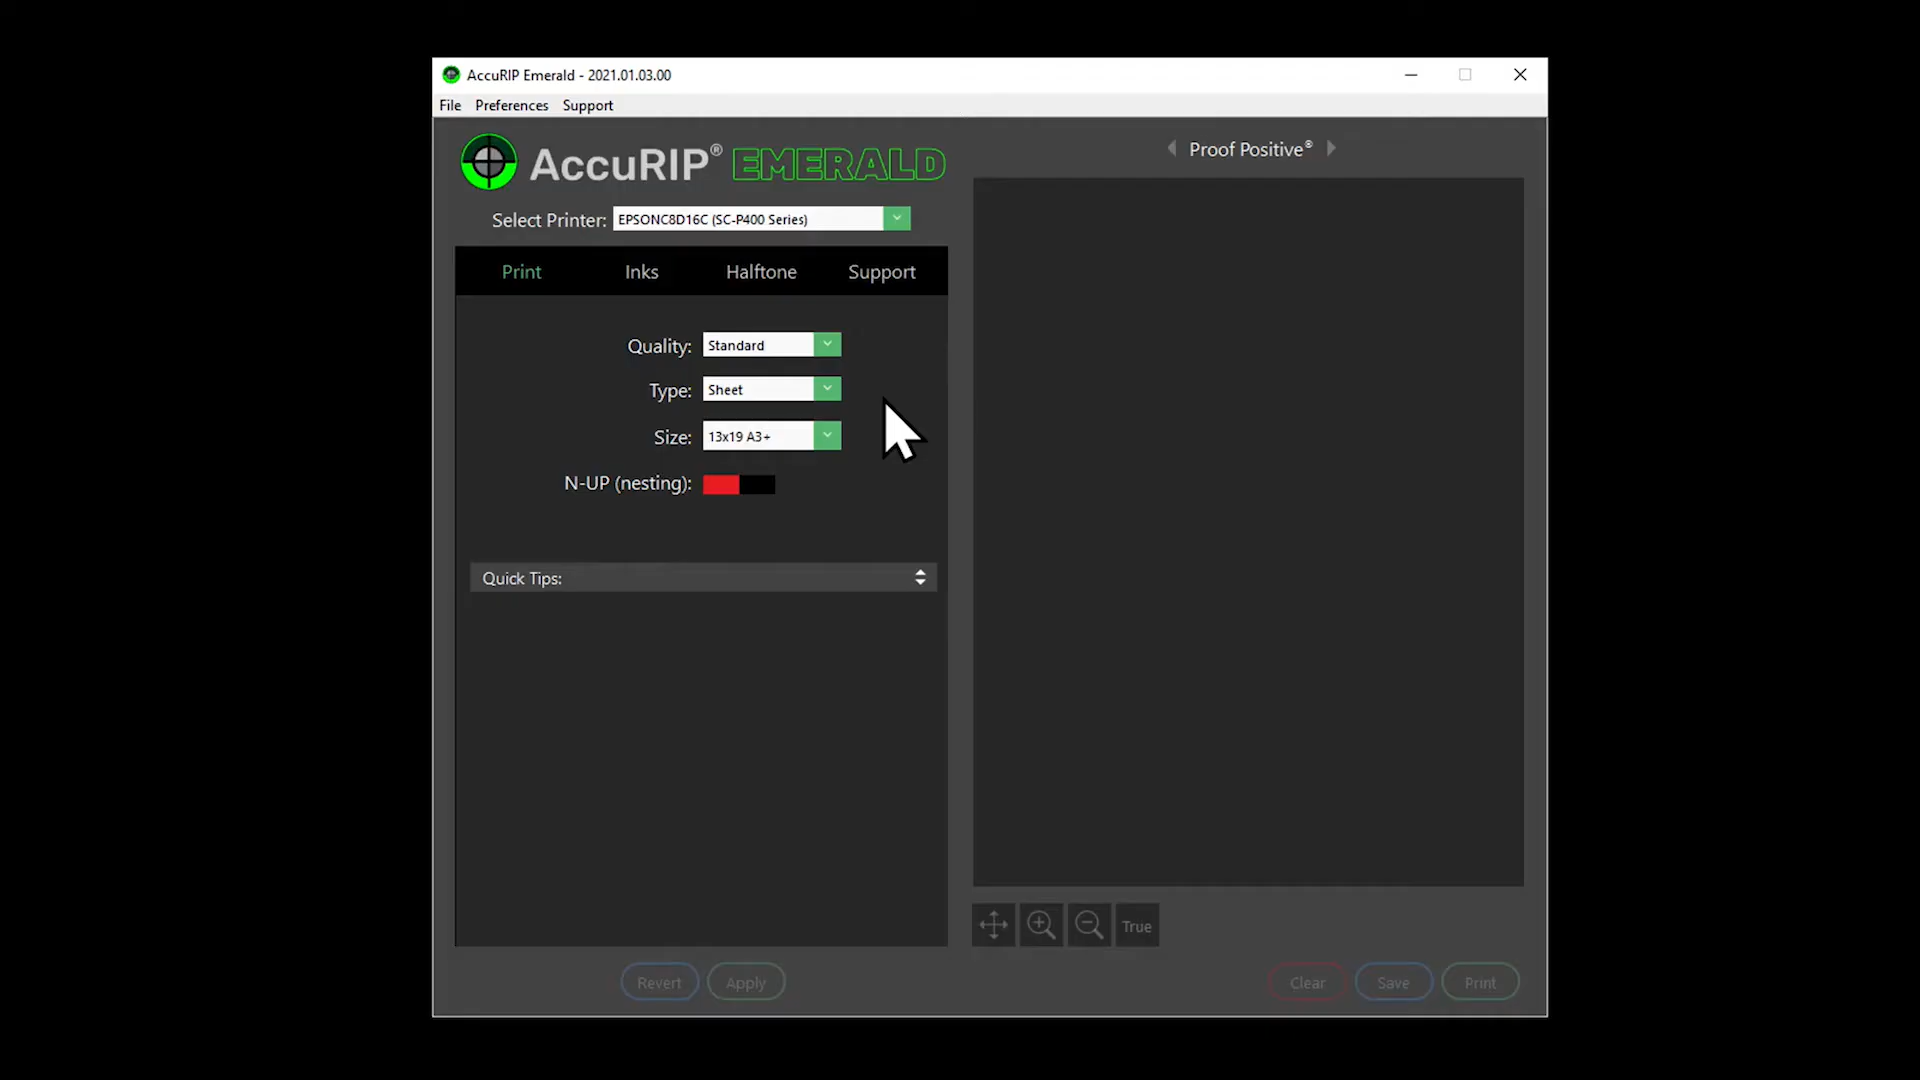 AccuRIP Emerald - 2021.01.03.00
File Preferences Support
AccuRIP® EMERALD
Proof Positive®
Select Printer: EPSONC8D16C (SC-P400 Series)
Print Inks Halftone Support
Quality: Standard
Type: Sheet
Size: 13x19 A3+
N-UP (nesting):
Quick Tips:
True
Revert Apply Clear Save Print